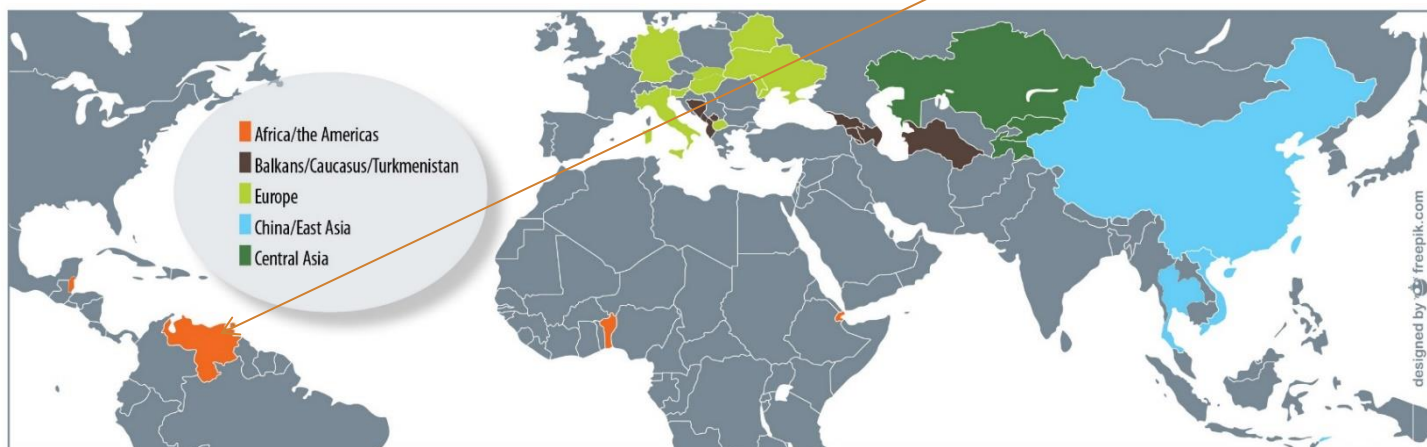 Africa/the Americas
Balkans/Caucasus/Turkmenistan
Europe
China/East Asia
Central Asia
designed by freepik.com